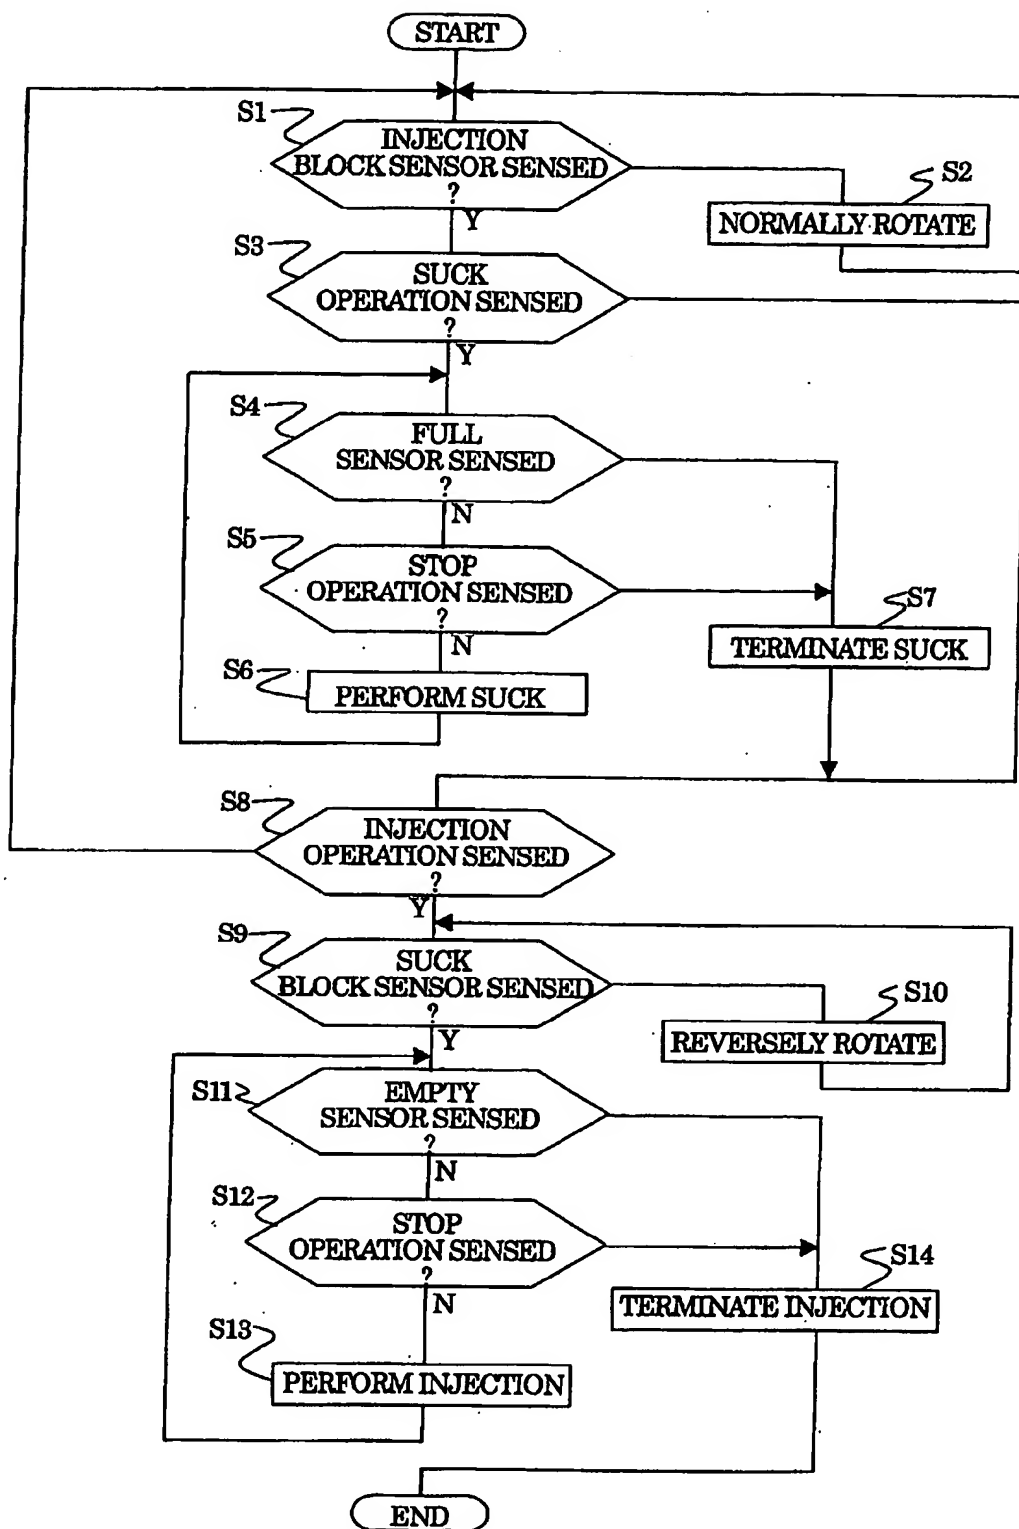 START
S1
INJECTION
BLOCK SENSOR SENSED
?
Y
S2
NORMALLY ROTATE
S3
SUCK
OPERATION SENSED
?
Y
S4
FULL
SENSOR SENSED
?
N
S5
STOP
OPERATION SENSED
?
N
S7
TERMINATE SUCK
S6
PERFORM SUCK
S8
INJECTION
OPERATION SENSED
?
Y
S9
SUCK
BLOCK SENSOR SENSED
?
Y
S10
REVERSELY ROTATE
S11
EMPTY
SENSOR SENSED
?
N
S12
STOP
OPERATION SENSED
?
N
S14
TERMINATE INJECTION
S13
PERFORM INJECTION
END